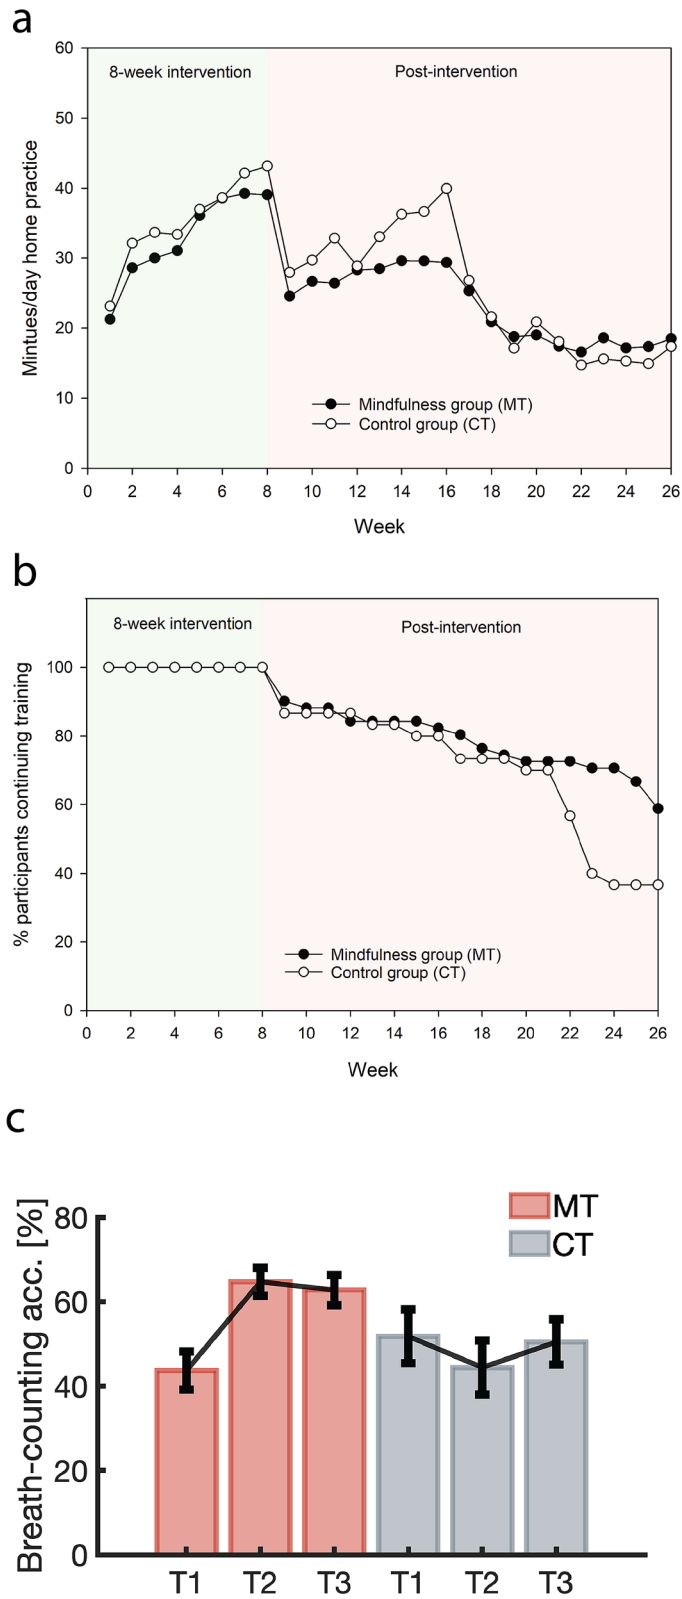 a
60
8-week intervention
Post-intervention
50
40
30
20
10
0
Mintues/day home practice
Mindfulness group (MT)
Control group (CT)
0 2 4 6 8 10 12 14 16 18 20 22 24 26
Week
b
8-week intervention
Post-intervention
100
80
60
40
20
0
% participants continuing training
Mindfulness group (MT)
Control group (CT)
0 2 4 6 8 10 12 14 16 18 20 22 24 26
Week
c
MT
CT
80
60
40
20
0
Breath-counting acc. [%]
T1 T2 T3 T1 T2 T3